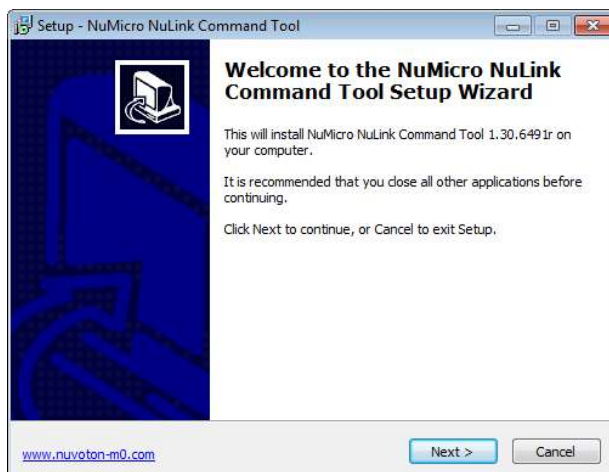 Setup - NuMicro NuLink Command Tool
Welcome to the NuMicro NuLink
Command Tool Setup Wizard
This will install NuMicro NuLink Command Tool 1.30.6491r on
your computer.
It is recommended that you close all other applications before
continuing.
Click Next to continue, or Cancel to exit Setup.
www.nuvoton-m0.com
Next >
Cancel